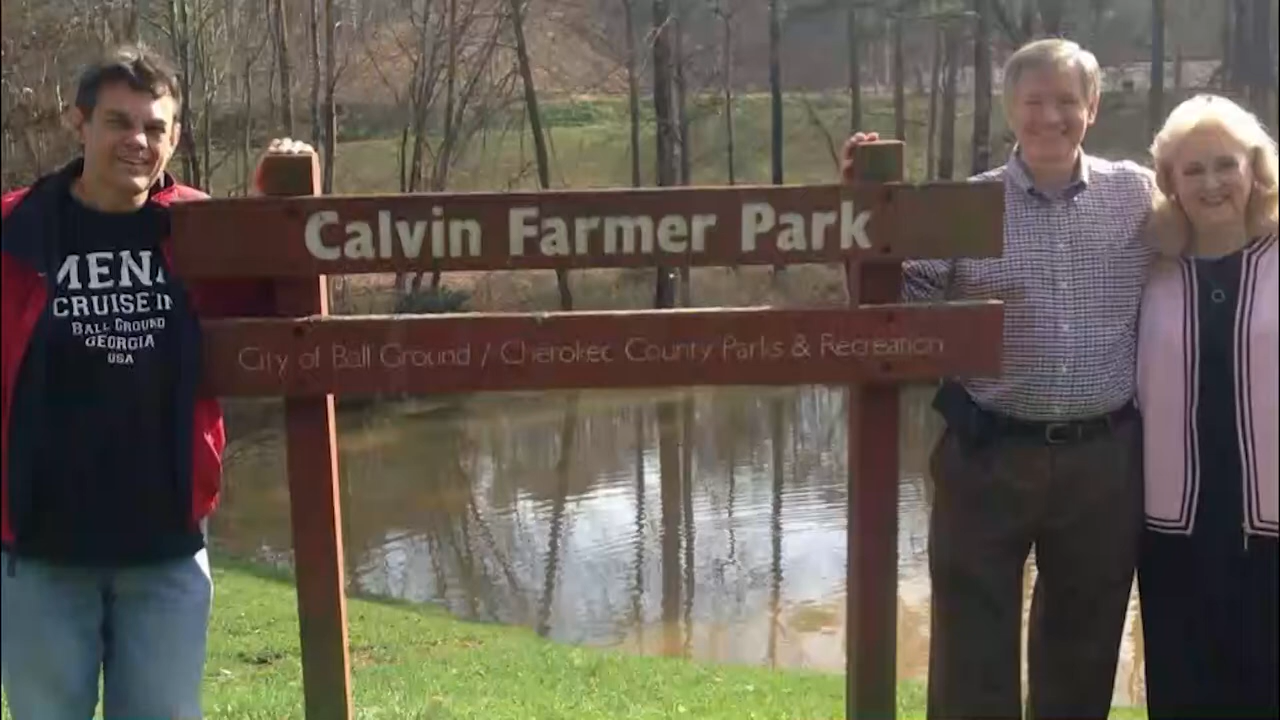 Calvin Farmer Park
City of Ball Ground / Cherokee County Parks & Recreation
CRUISE IN
BALL GROUND
GEORGIA
USA